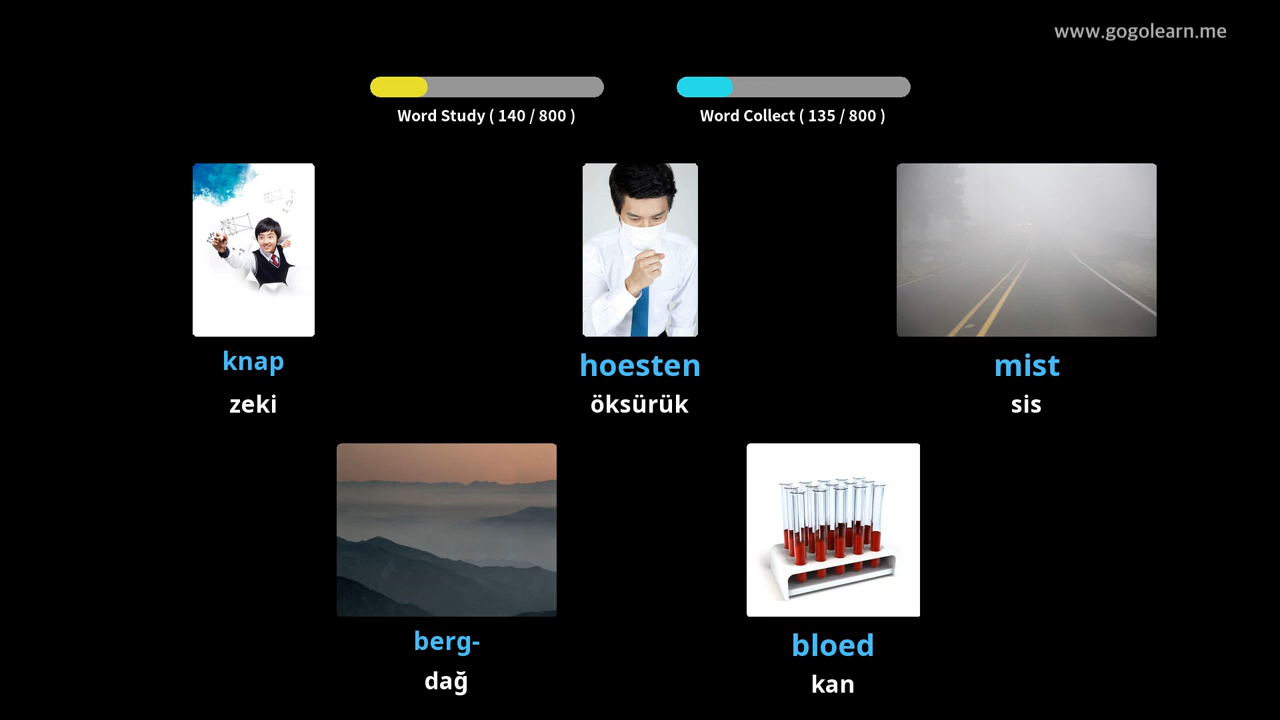 www.gogolearn.me
Word Study ( 140 / 800 )
Word Collect ( 135 / 800 )
knap
zeki
hoesten
öksürük
mist
sis
berg-
dağ
bloed
kan